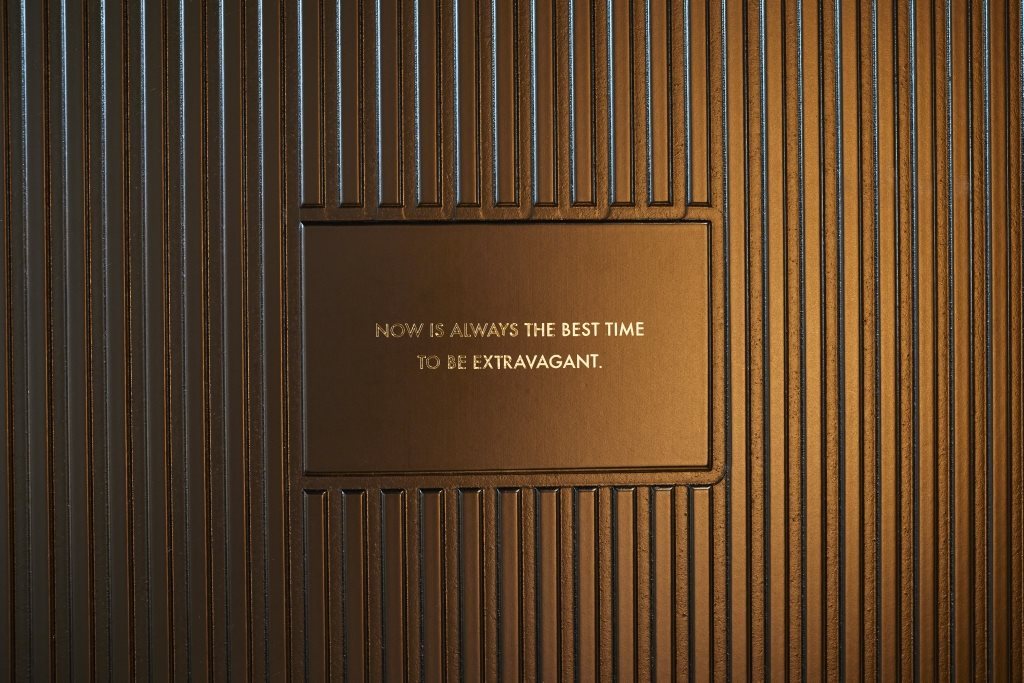 NOW IS ALWAYS THE BEST TIME
TO BE EXTRAVAGANT.